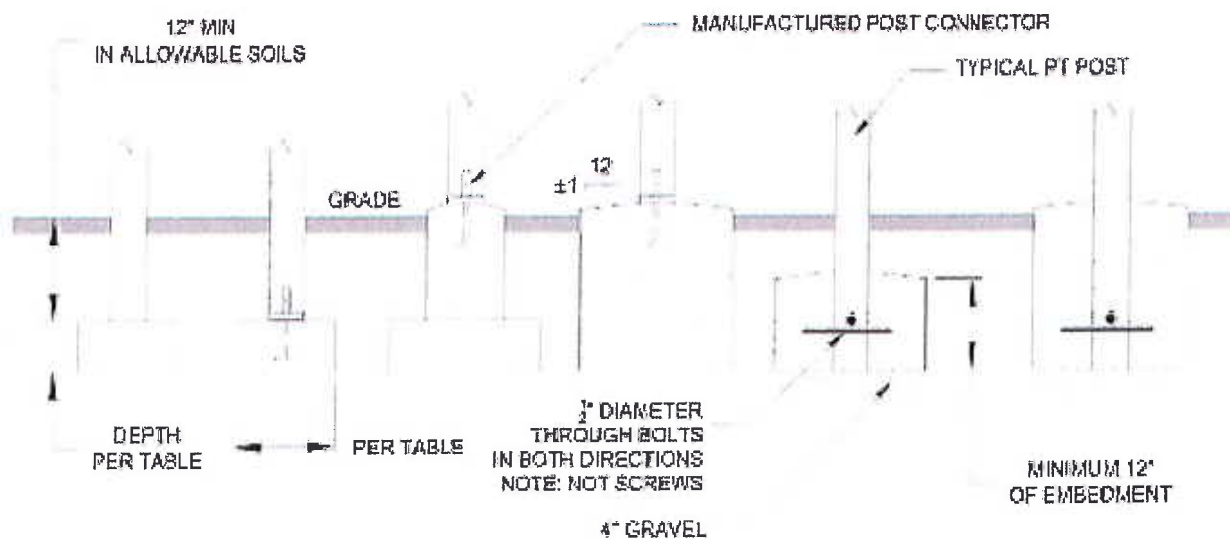 12" MIN
IN ALLOWABLE SOILS
MANUFACTURED POST CONNECTOR
TYPICAL PT POST
12
±1
GRADE
DEPTH
PER TABLE
PER TABLE
½" DIAMETER
THROUGH BOLTS
IN BOTH DIRECTIONS
NOTE: NOT SCREWS
4" GRAVEL
MINIMUM 12"
OF EMBEDMENT